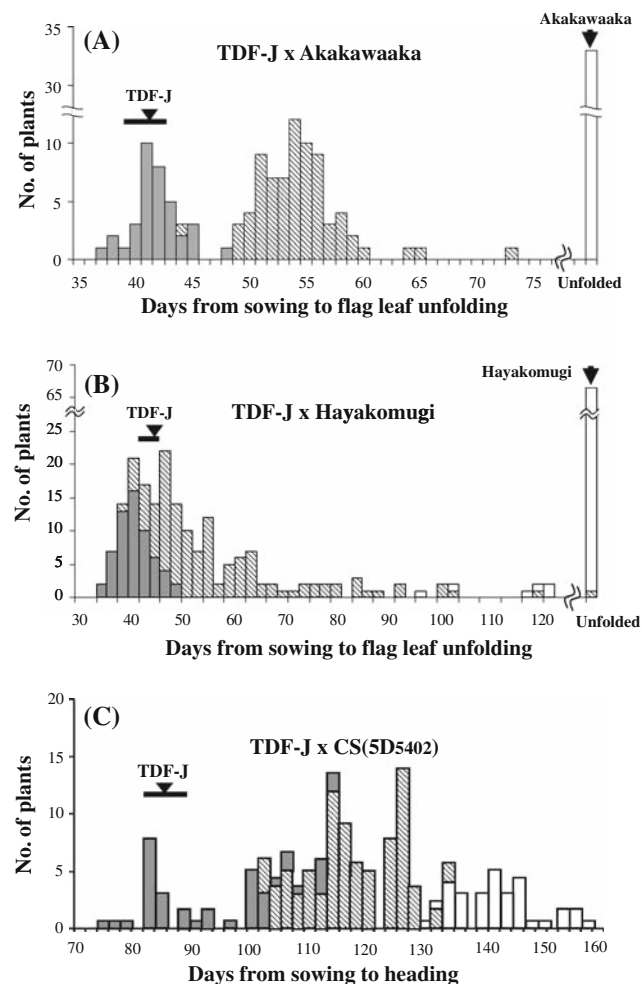 (A)
TDF-J x Akakawaaka
Akakawaaka
TDF-J
No. of plants
35
30
10
5
0
35 40 45 50 55 60 65 70 75 Unfolded
Days from sowing to flag leaf unfolding
(B)
TDF-J x Hayakomugi
Hayakomugi
TDF-J
No. of plants
70
65
25
20
15
10
5
0
30 40 50 60 70 80 90 100 110 120 Unfolded
Days from sowing to flag leaf unfolding
(C)
TDF-J x CS(5D5402)
TDF-J
No. of plants
20
15
10
5
0
70 80 90 100 110 120 130 140 150 160
Days from sowing to heading